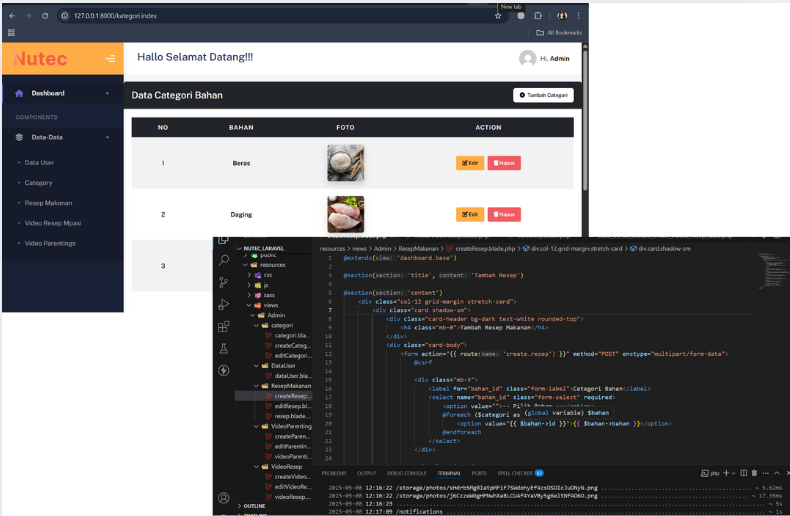 New tab
127.0.0.1:8000/kategori.index
All Bookmarks
Nutec
Hallo Selamat Datang!!!
Hi, Admin
Dashboard
COMPONENTS
Data-Data
Data User
Category
Resep Makanan
Video Resep Mpasi
Video Parentings
Data Categori Bahan
Tambah Categori
NO BAHAN FOTO ACTION
1 Beras Edit Hapus
2 Daging Edit Hapus
3
NUTEC_LARAVEL
public
resources
css
js
sass
views
Admin
categori
categori.bla...
createCateg...
editCategori...
DataUser
dataUser.bla...
ResepMakanan
createResep...
editResep.bl...
resep.blade...
VideoParenting
createParen...
editParentin...
videoParenti...
VideoResep
createVideo...
editVideoRe...
videoResep....
OUTLINE
resources > views > Admin > ResepMakanan > createResep.blade.php > div.col-12.grid-margin.stretch-card > div.card.shadow-sm
1 @extends(view: 'dashboard.base')
2
3 @section(section: 'title', content: 'Tambah Resep')
4
5 @section(section: 'content')
6 <div class="col-12 grid-margin stretch-card">
7 <div class="card shadow-sm">
8 <div class="card-header bg-dark text-white rounded-top">
9 <h4 class="mb-0">Tambah Resep Makanan</h4>
10 </div>
11 <div class="card-body">
12 <form action="{{ route(name: 'create.resep') }}" method="POST" enctype="multipart/form-data">
13 @csrf
14
15 <div class="mb-3">
16 <label for="bahan_id" class="form-label">Categori Bahan</label>
17 <select name="bahan_id" class="form-select" required>
18 <option value="">-- Pilih Bahan --</option>
19 @foreach ($categori as (global variable) $bahan
20 <option value="{{ $bahan->id }}">{{ $bahan->bahan }}</option>
21 @endforeach
22 </select>
23 </div>
24
PROBLEMS OUTPUT DEBUG CONSOLE TERMINAL PORTS SPELL CHECKER 62
php
2025-05-08 12:16:22 ~ 5.62ms
2025-05-08 12:16:22 ~ 17.35ms
2025-05-08 12:16:23 ~ 5s
2025-05-08 12:17:09 /notifications ~ 1s